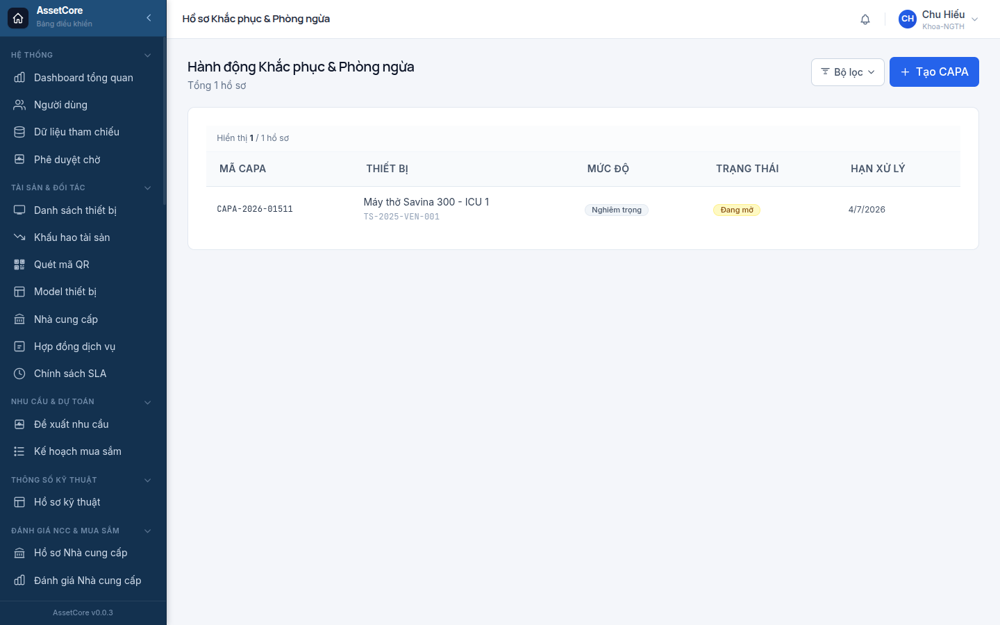 AssetCore
Bảng điều khiển
HỆ THỐNG
Dashboard tổng quan
Người dùng
Dữ liệu tham chiếu
Phê duyệt chờ
TÀI SẢN & ĐỐI TÁC
Danh sách thiết bị
Khấu hao tài sản
Quét mã QR
Model thiết bị
Nhà cung cấp
Hợp đồng dịch vụ
Chính sách SLA
NHU CẦU & DỰ TOÁN
Đề xuất nhu cầu
Kế hoạch mua sắm
THÔNG SỐ KỸ THUẬT
Hồ sơ kỹ thuật
ĐÁNH GIÁ NCC & MUA SẮM
Hồ sơ Nhà cung cấp
Đánh giá Nhà cung cấp
AssetCore v0.0.3
Hồ sơ Khắc phục & Phòng ngừa
CH
Chu Hiếu
Khoa-NGTH
Hành động Khắc phục & Phòng ngừa
Tổng 1 hồ sơ
Bộ lọc
Tạo CAPA
Hiển thị 1 / 1 hồ sơ
MÃ CAPA THIẾT BỊ MỨC ĐỘ TRẠNG THÁI HẠN XỬ LÝ
CAPA-2026-01511 Máy thở Savina 300 - ICU 1 Nghiêm trọng Đang mở 4/7/2026
TS-2025-VEN-001